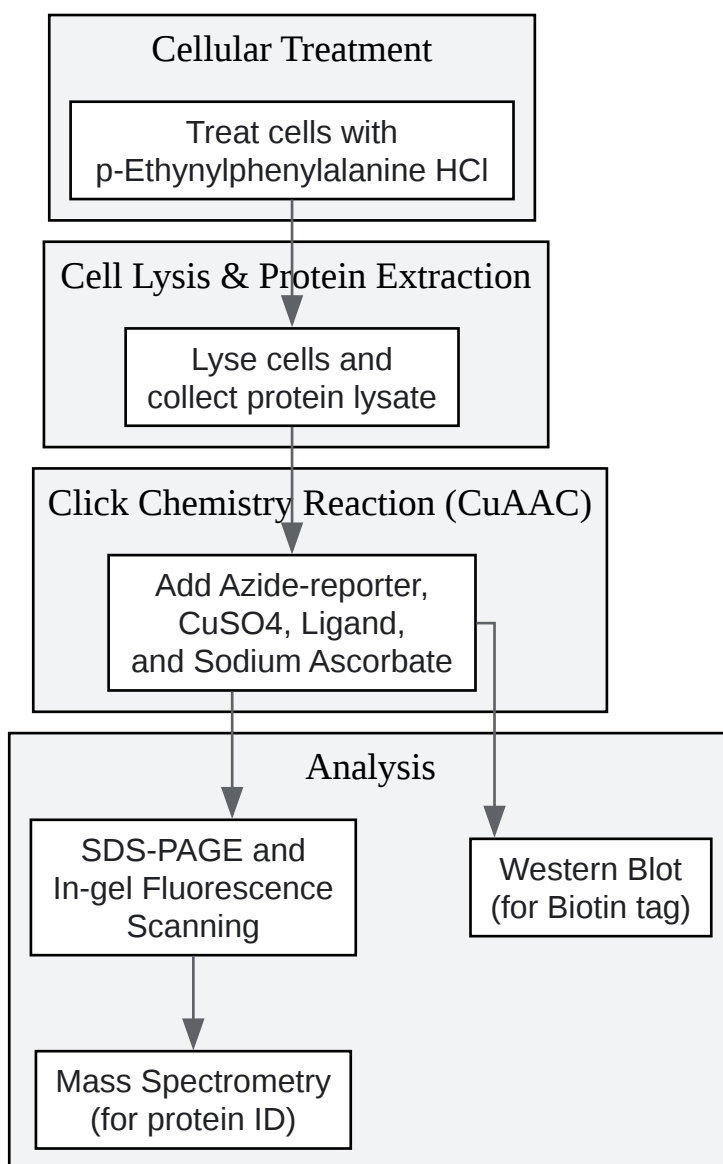 Cellular Treatment
Treat cells with
p-Ethynylphenylalanine HCl
Cell Lysis & Protein Extraction
Lyse cells and
collect protein lysate
Click Chemistry Reaction (CuAAC)
Add Azide-reporter,
CuSO4, Ligand,
and Sodium Ascorbate
Analysis
SDS-PAGE and
In-gel Fluorescence
Scanning
Western Blot
(for Biotin tag)
Mass Spectrometry
(for protein ID)